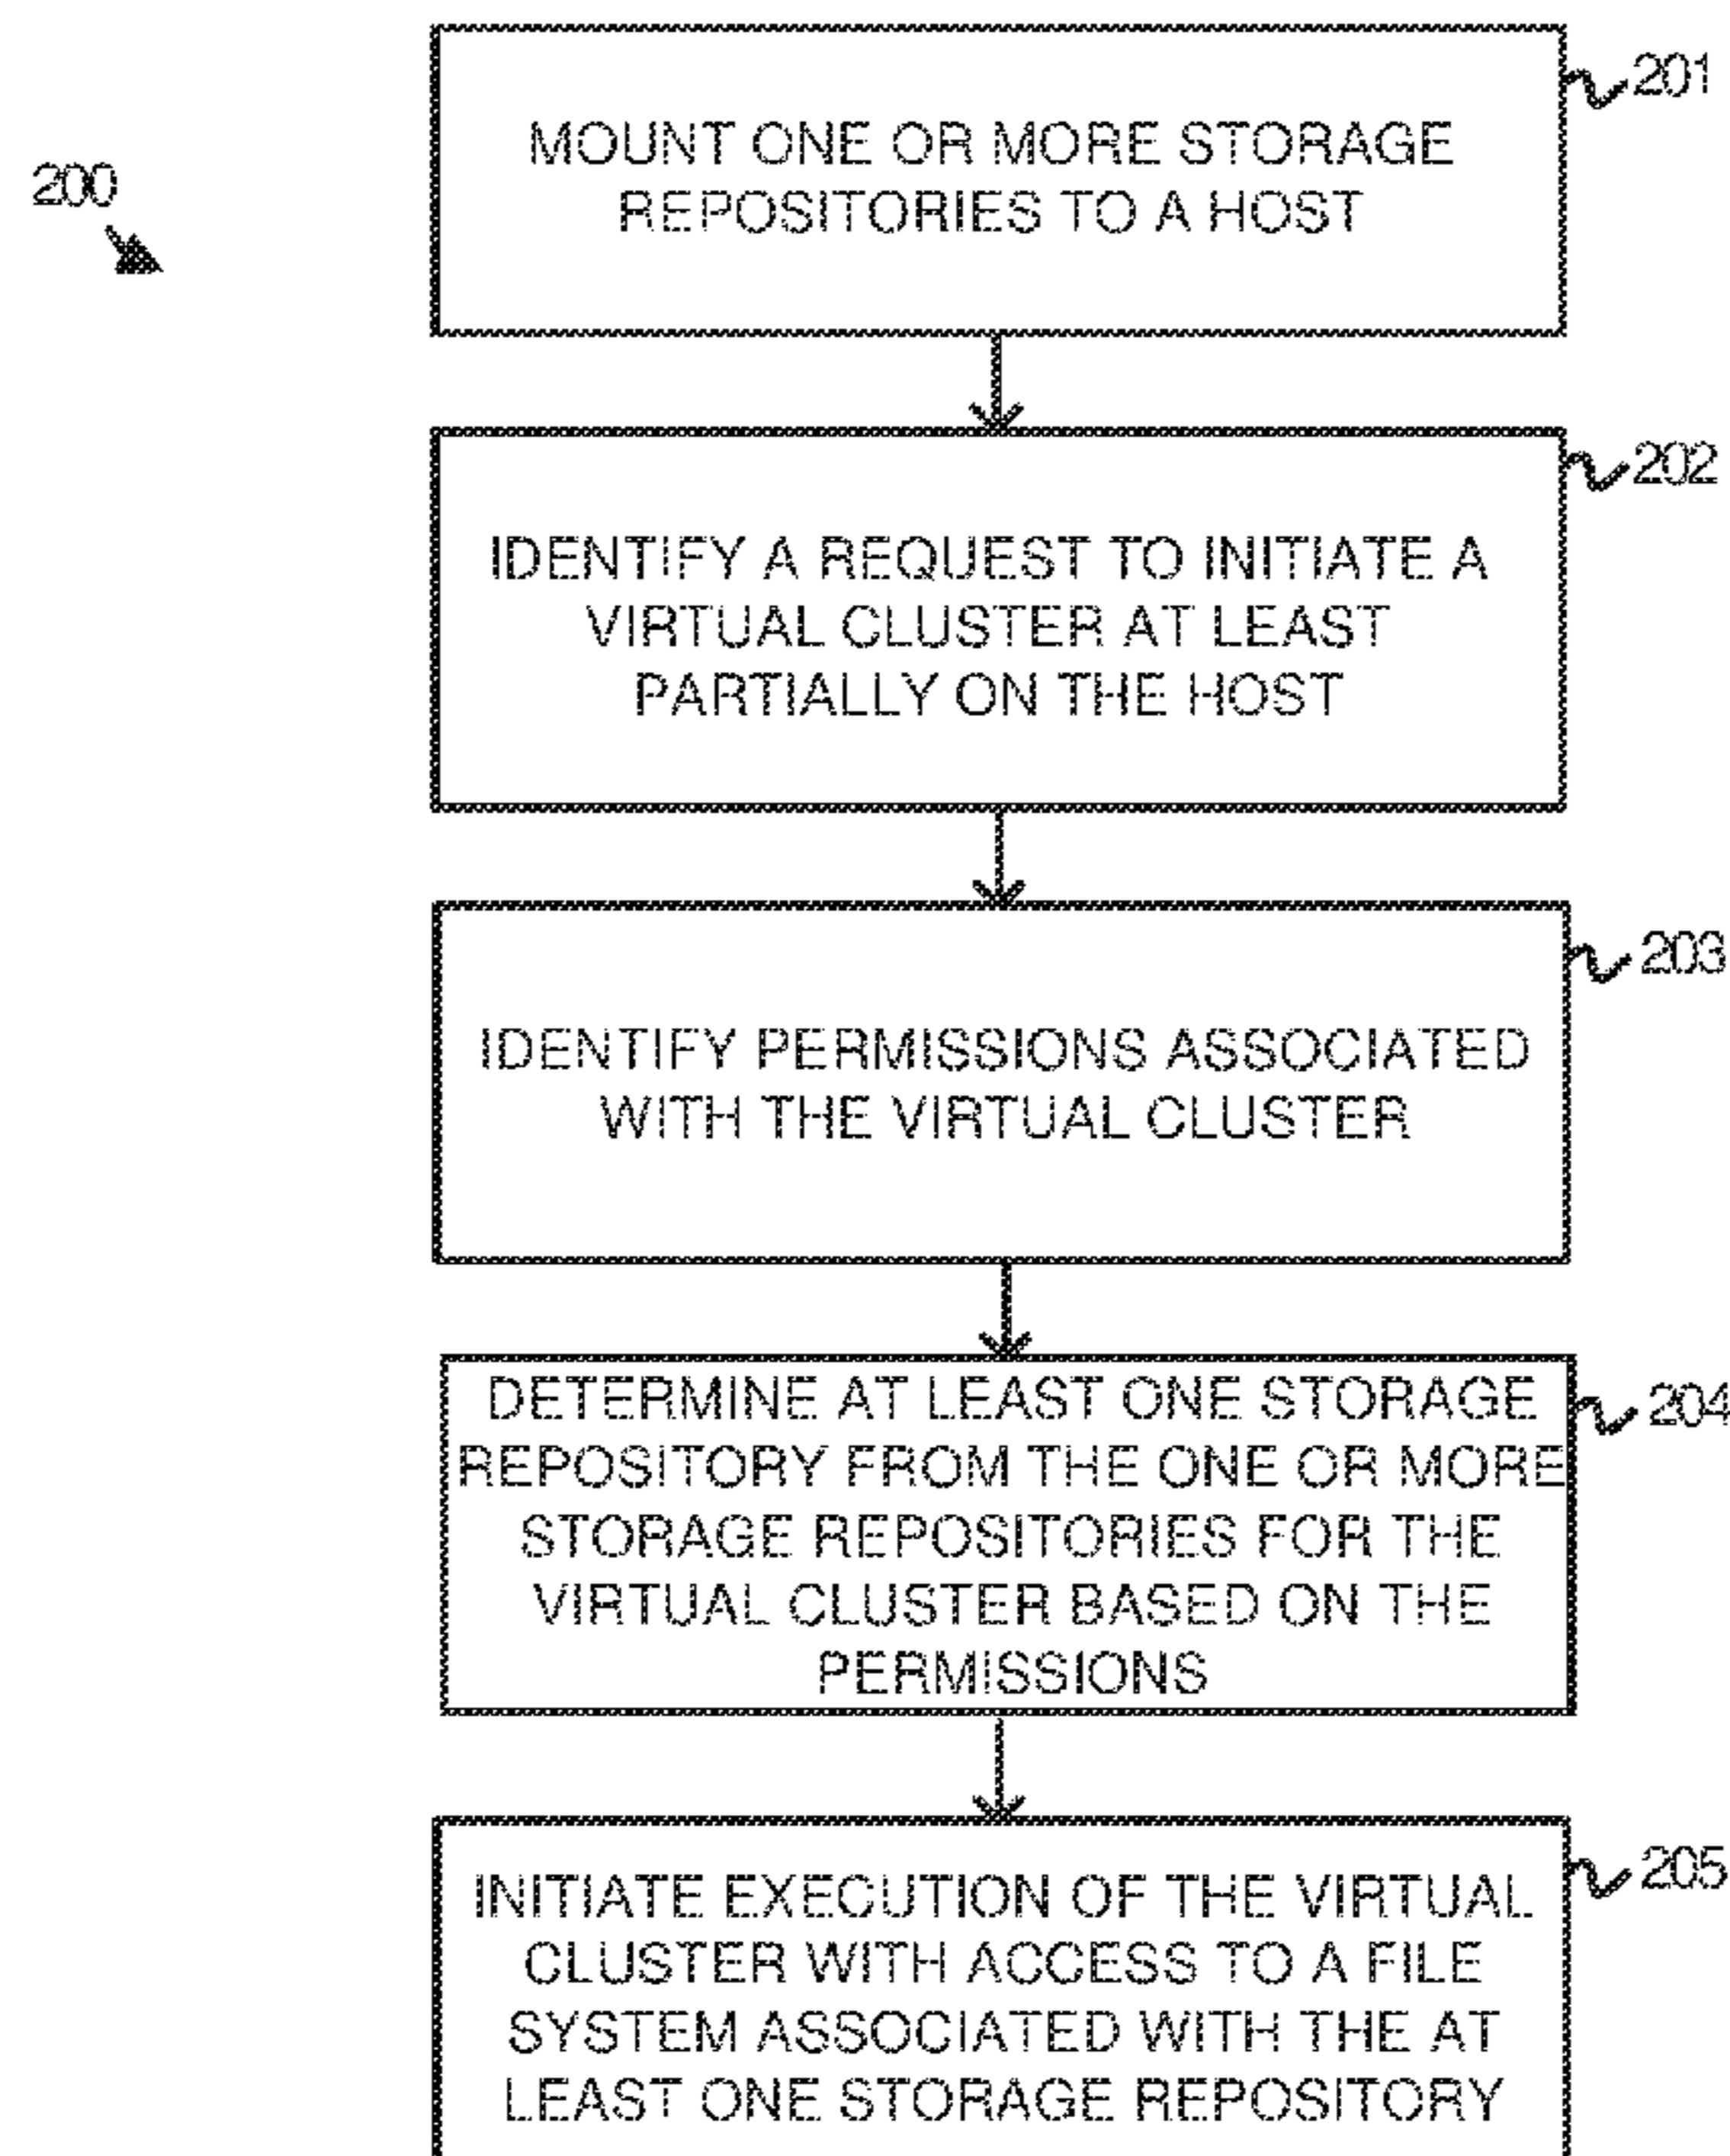 200
201
MOUNT ONE OR MORE STORAGE
REPOSITORIES TO A HOST
202
IDENTIFY A REQUEST TO INITIATE A
VIRTUAL CLUSTER AT LEAST
PARTIALLY ON THE HOST
203
IDENTIFY PERMISSIONS ASSOCIATED
WITH THE VIRTUAL CLUSTER
204
DETERMINE AT LEAST ONE STORAGE
REPOSITORY FROM THE ONE OR MORE
STORAGE REPOSITORIES FOR THE
VIRTUAL CLUSTER BASED ON THE
PERMISSIONS
205
INITIATE EXECUTION OF THE VIRTUAL
CLUSTER WITH ACCESS TO A FILE
SYSTEM ASSOCIATED WITH THE AT
LEAST ONE STORAGE REPOSITORY